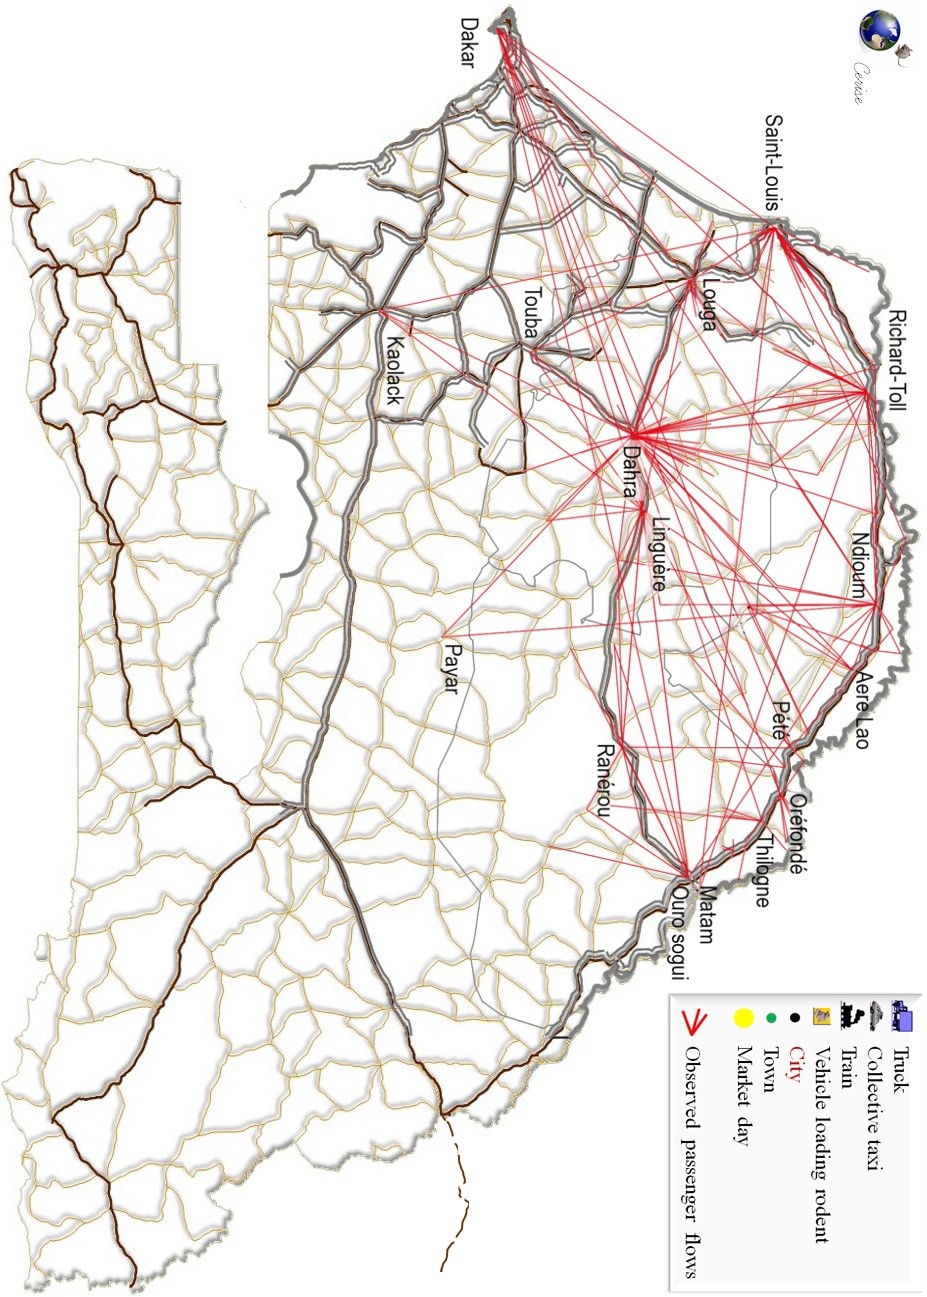 Cerise
Dakar
Saint-Louis
Louga
Richard-Toll
Touba
Kaolack
Dahra
Linguère
Ndioum
Payar
Aere Lao
Pété
Ranérou
Oréfondé
Thilogne
Matam
Ouro sogui
Truck
Collective taxi
Train
Vehicle loading rodent
City
Town
Market day
Observed passenger flows